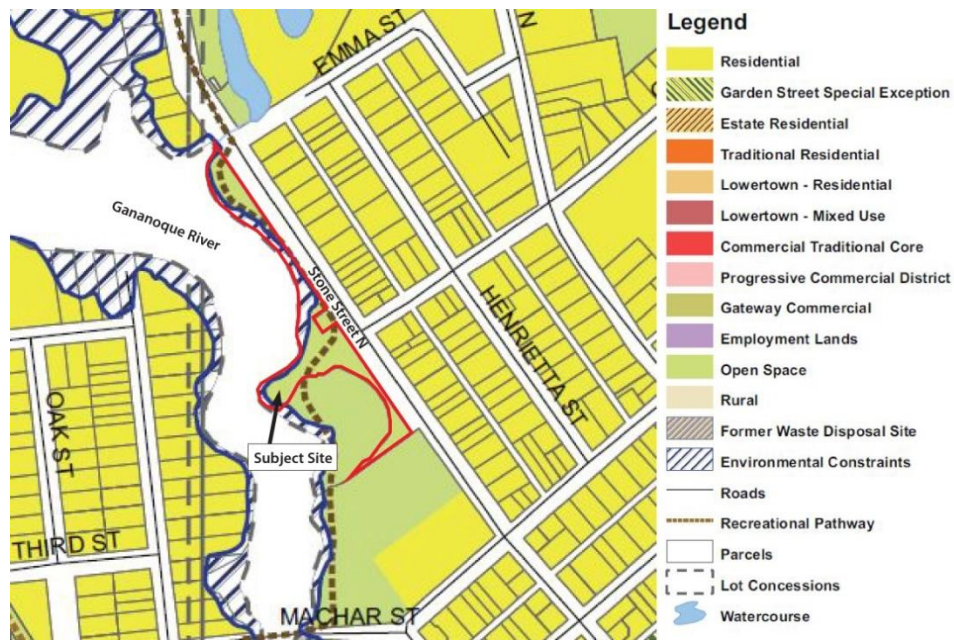 EMMA ST
N
Gananoque River
Stone Street N
HENRIETTA ST
OAK ST
Subject Site
THIRD ST
MACHAR ST
Legend
Residential
Garden Street Special Exception
Estate Residential
Traditional Residential
Lowertown - Residential
Lowertown - Mixed Use
Commercial Traditional Core
Progressive Commercial District
Gateway Commercial
Employment Lands
Open Space
Rural
Former Waste Disposal Site
Environmental Constraints
Roads
Recreational Pathway
Parcels
Lot Concessions
Watercourse